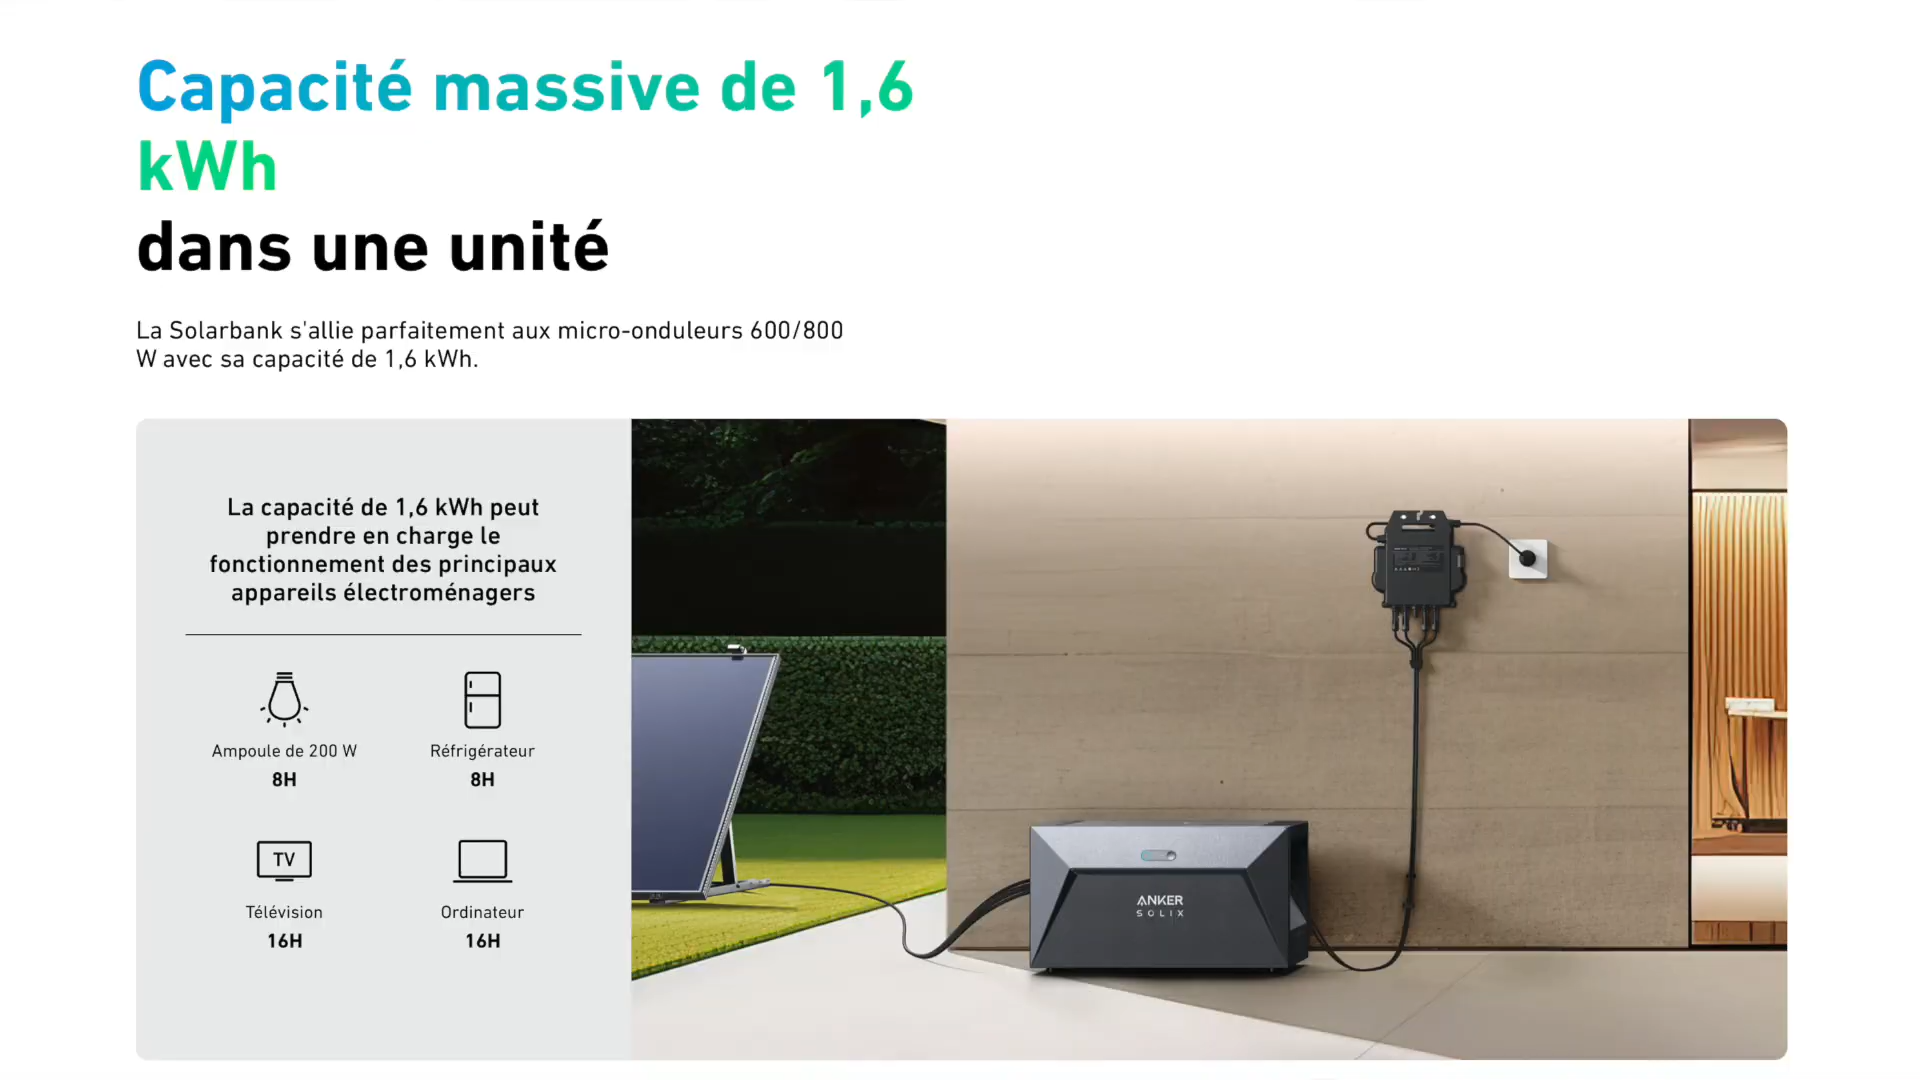 Capacité massive de 1,6
kWh
dans une unité
La Solarbank s'allie parfaitement aux micro-onduleurs 600/800
W avec sa capacité de 1,6 kWh.
La capacité de 1,6 kWh peut
prendre en charge le
fonctionnement des principaux
appareils électroménagers
Ampoule de 200 W
8H
Réfrigérateur
8H
TV
Télévision
16H
Ordinateur
16H
ANKER
SOLIX